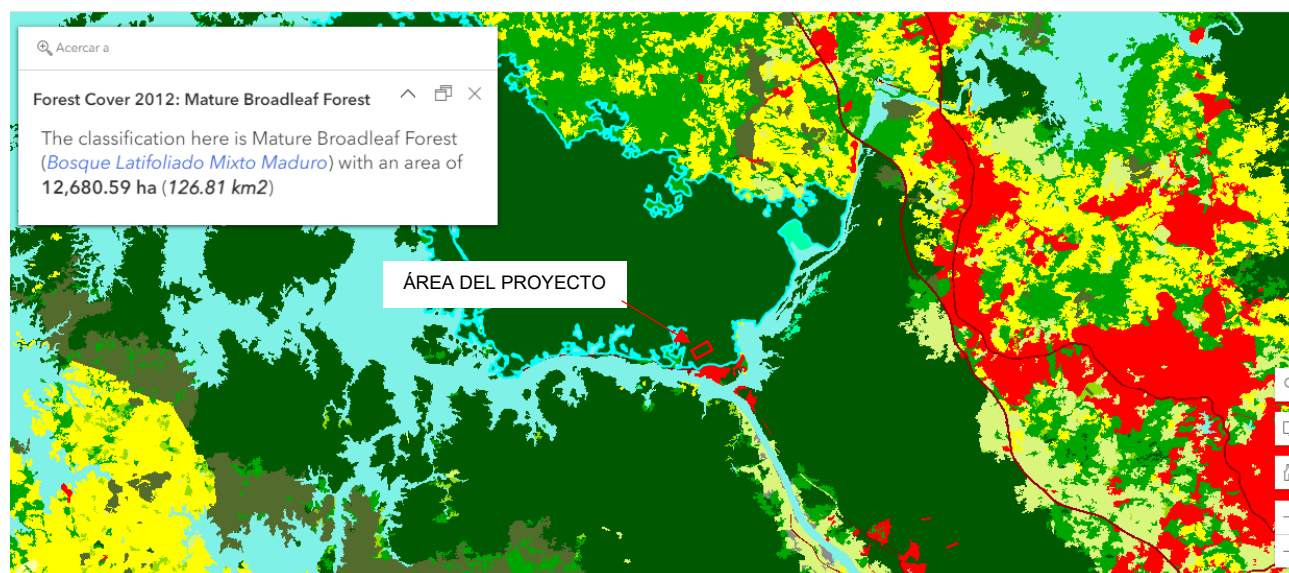 Acercar a
Forest Cover 2012: Mature Broadleaf Forest
The classification here is Mature Broadleaf Forest
(Bosque Latifoliado Mixto Maduro) with an area of
12,680.59 ha (126.81 km2)
ÁREA DEL PROYECTO